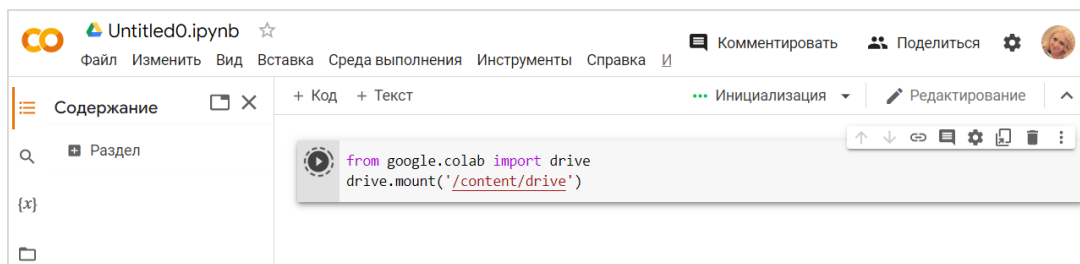 Untitled0.ipynb
Файл Изменить Вид Вставка Среда выполнения Инструменты Справка И
Комментировать Поделиться
Содержание
+ Код + Текст
Инициализация Редактирование
Раздел
from google.colab import drive
drive.mount('/content/drive')
{x}